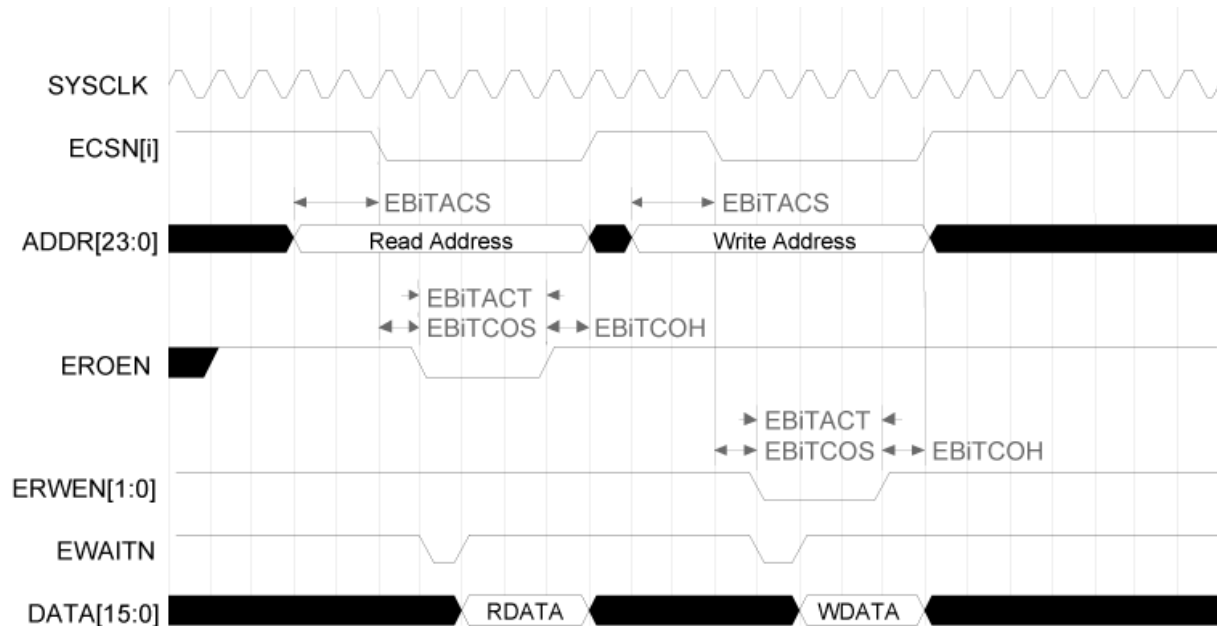 SYSCLK
ECSN[i]
EBiTACS EBiTACS
ADDR[23:0] Read Address Write Address
EBiTACT
EBiTCOS EBiTCOH
EROEN
EBiTACT
EBiTCOS EBiTCOH
ERWEN[1:0]
EWAITN
DATA[15:0] RDATA WDATA